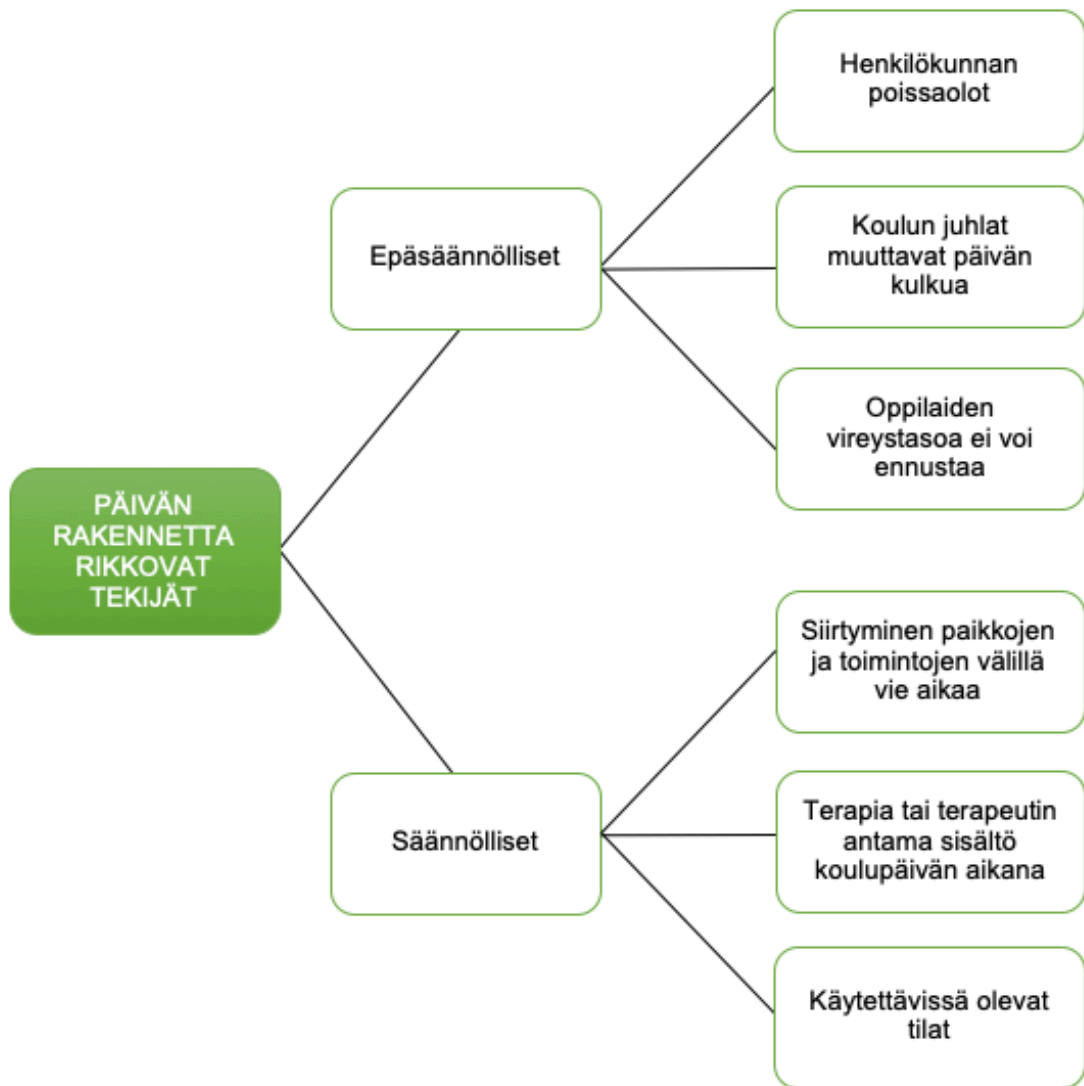 PÄIVÄN
RAKENNETTA
RIKKOVAT
TEKIJÄT
Epäsäännölliset
Henkilökunnan
poissaolot
Koulun juhlat
muuttavat päivän
kulkua
Oppilaiden
vireystasoa ei voi
ennustaa
Säännölliset
Siirtyminen paikkojen
ja toimintojen välillä
vie aikaa
Terapia tai terapeutin
antama sisältö
koulupäivän aikana
Käytettävissä olevat
tilat